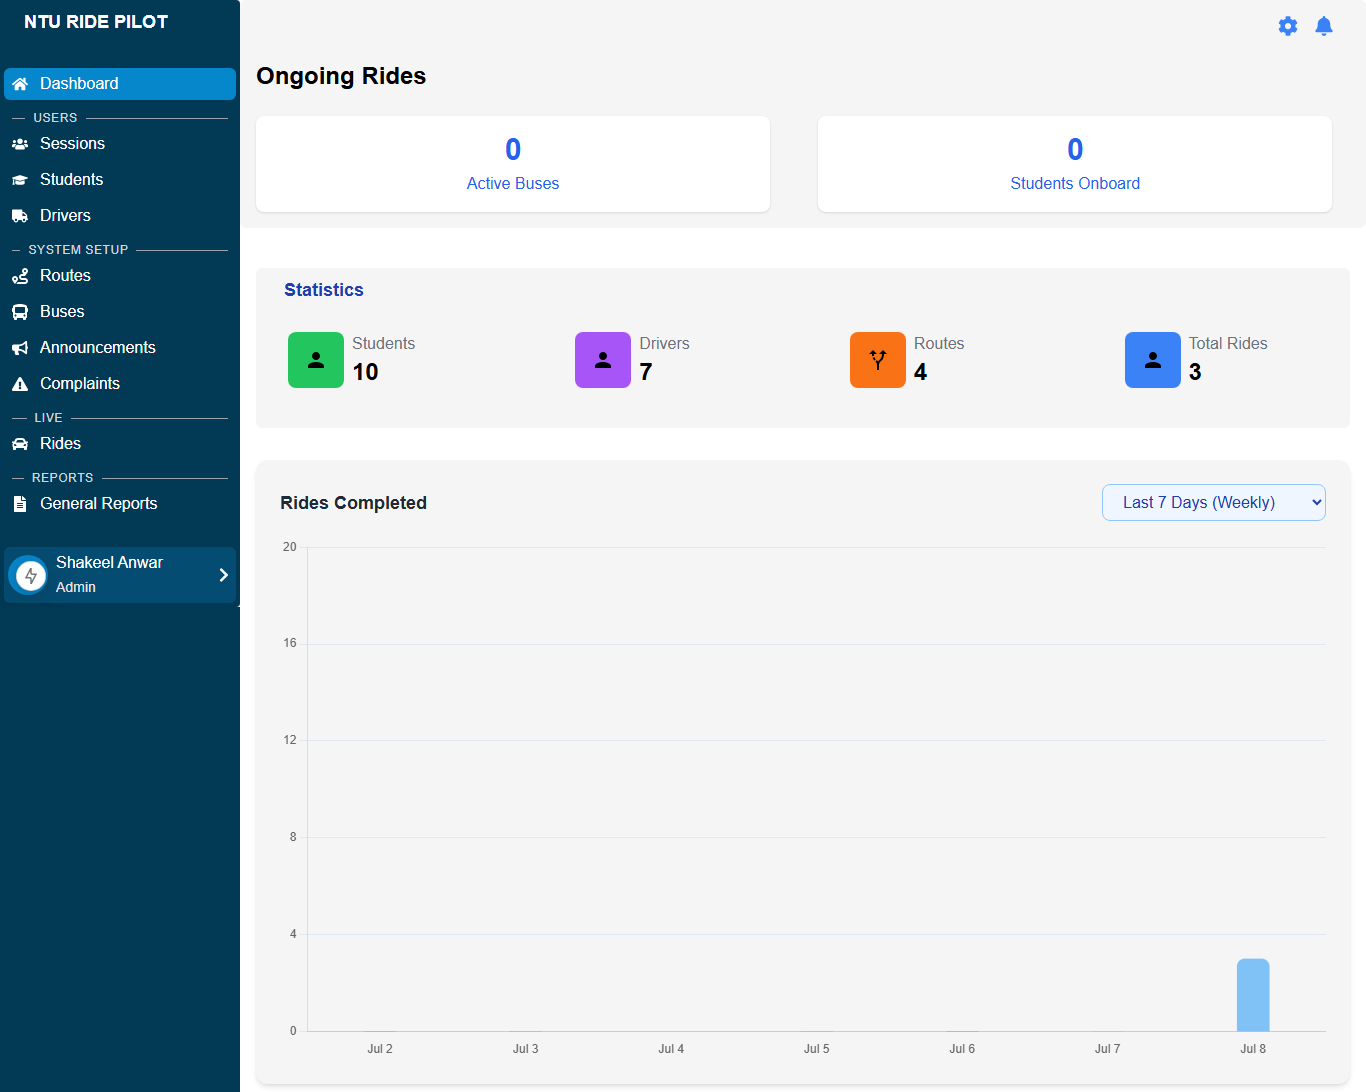 NTU RIDE PILOT
Dashboard
USERS
Sessions
Students
Drivers
SYSTEM SETUP
Routes
Buses
Announcements
Complaints
LIVE
Rides
REPORTS
General Reports
Shakeel Anwar
Admin
Ongoing Rides
0
Active Buses
0
Students Onboard
Statistics
Students
10
Drivers
7
Routes
4
Total Rides
3
Rides Completed
Last 7 Days (Weekly)
20
16
12
8
4
0
Jul 2 Jul 3 Jul 4 Jul 5 Jul 6 Jul 7 Jul 8